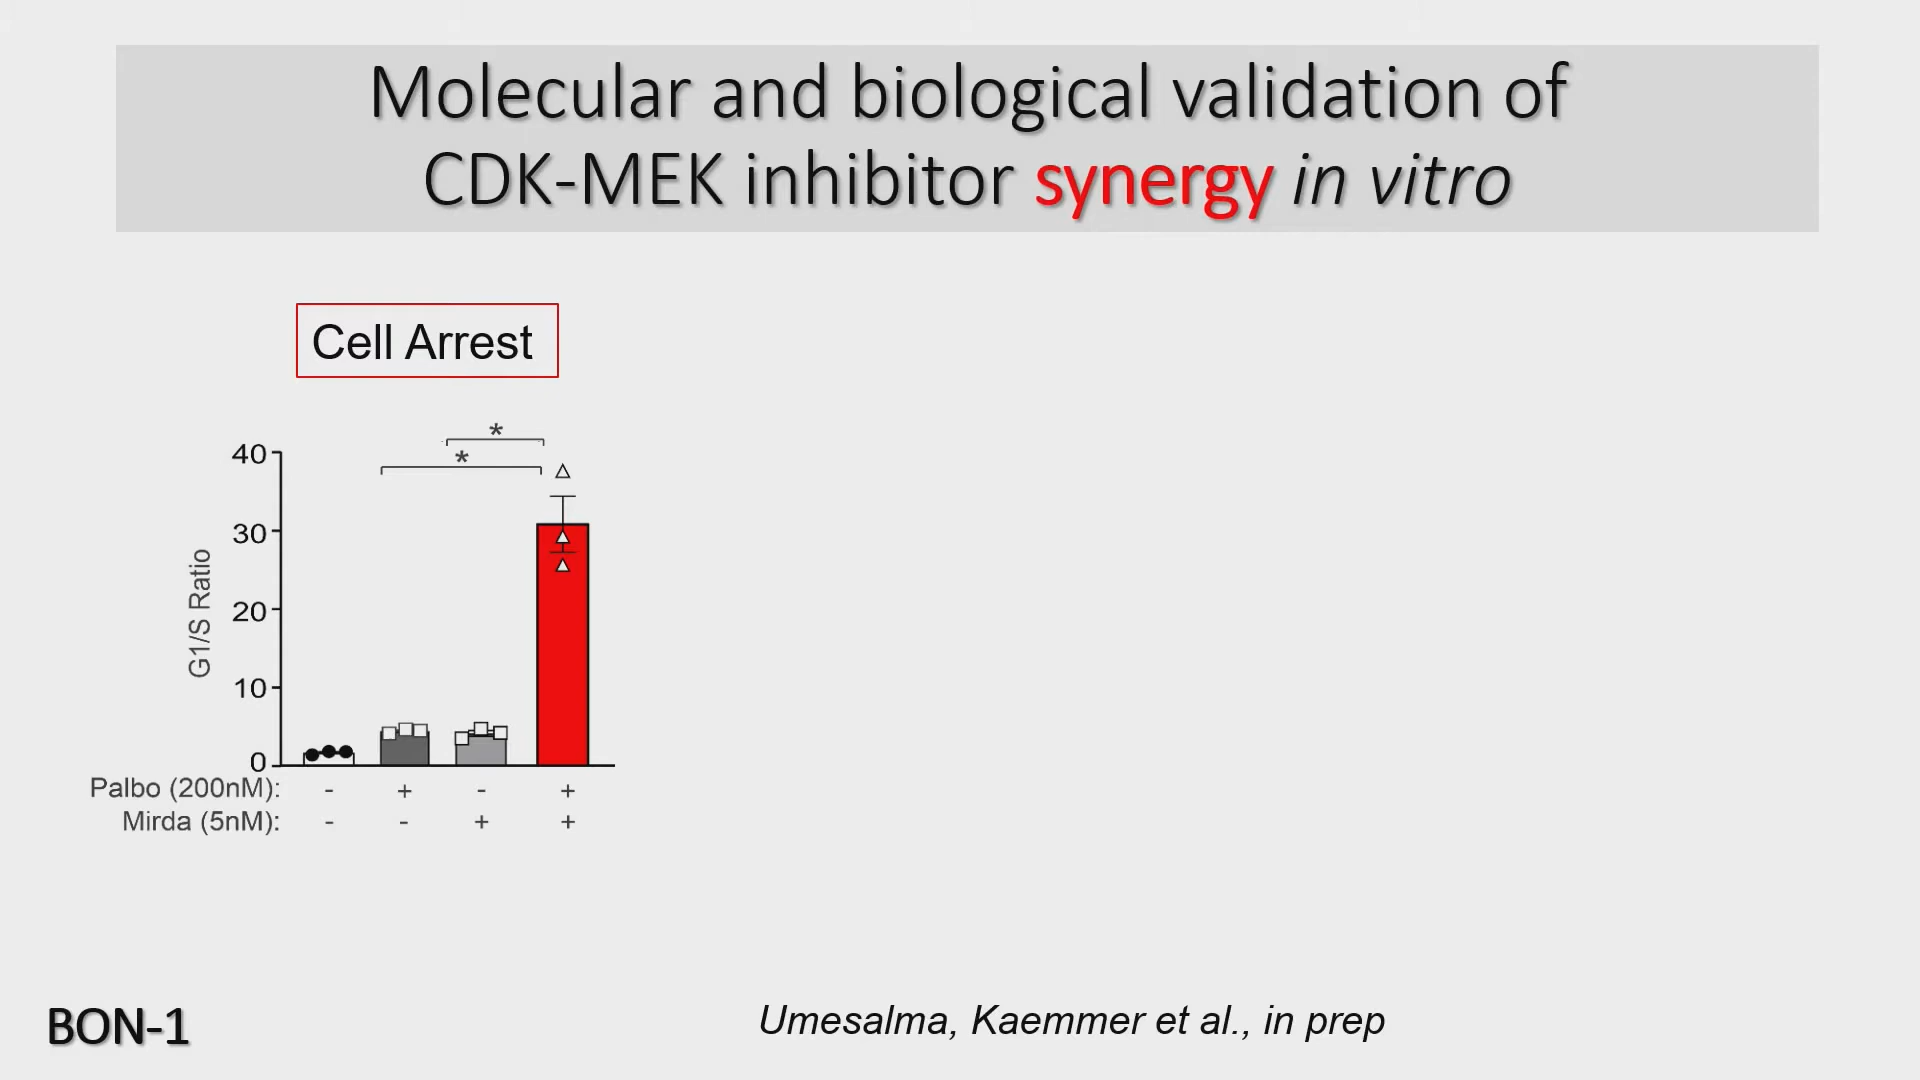 Molecular and biological validation of
CDK-MEK inhibitor synergy in vitro
Cell Arrest
*
*
40
30
20
10
0
G1/S Ratio
Palbo (200nM): - + - +
Mirda (5nM): - - + +
BON-1
Umesalma, Kaemmer et al., in prep